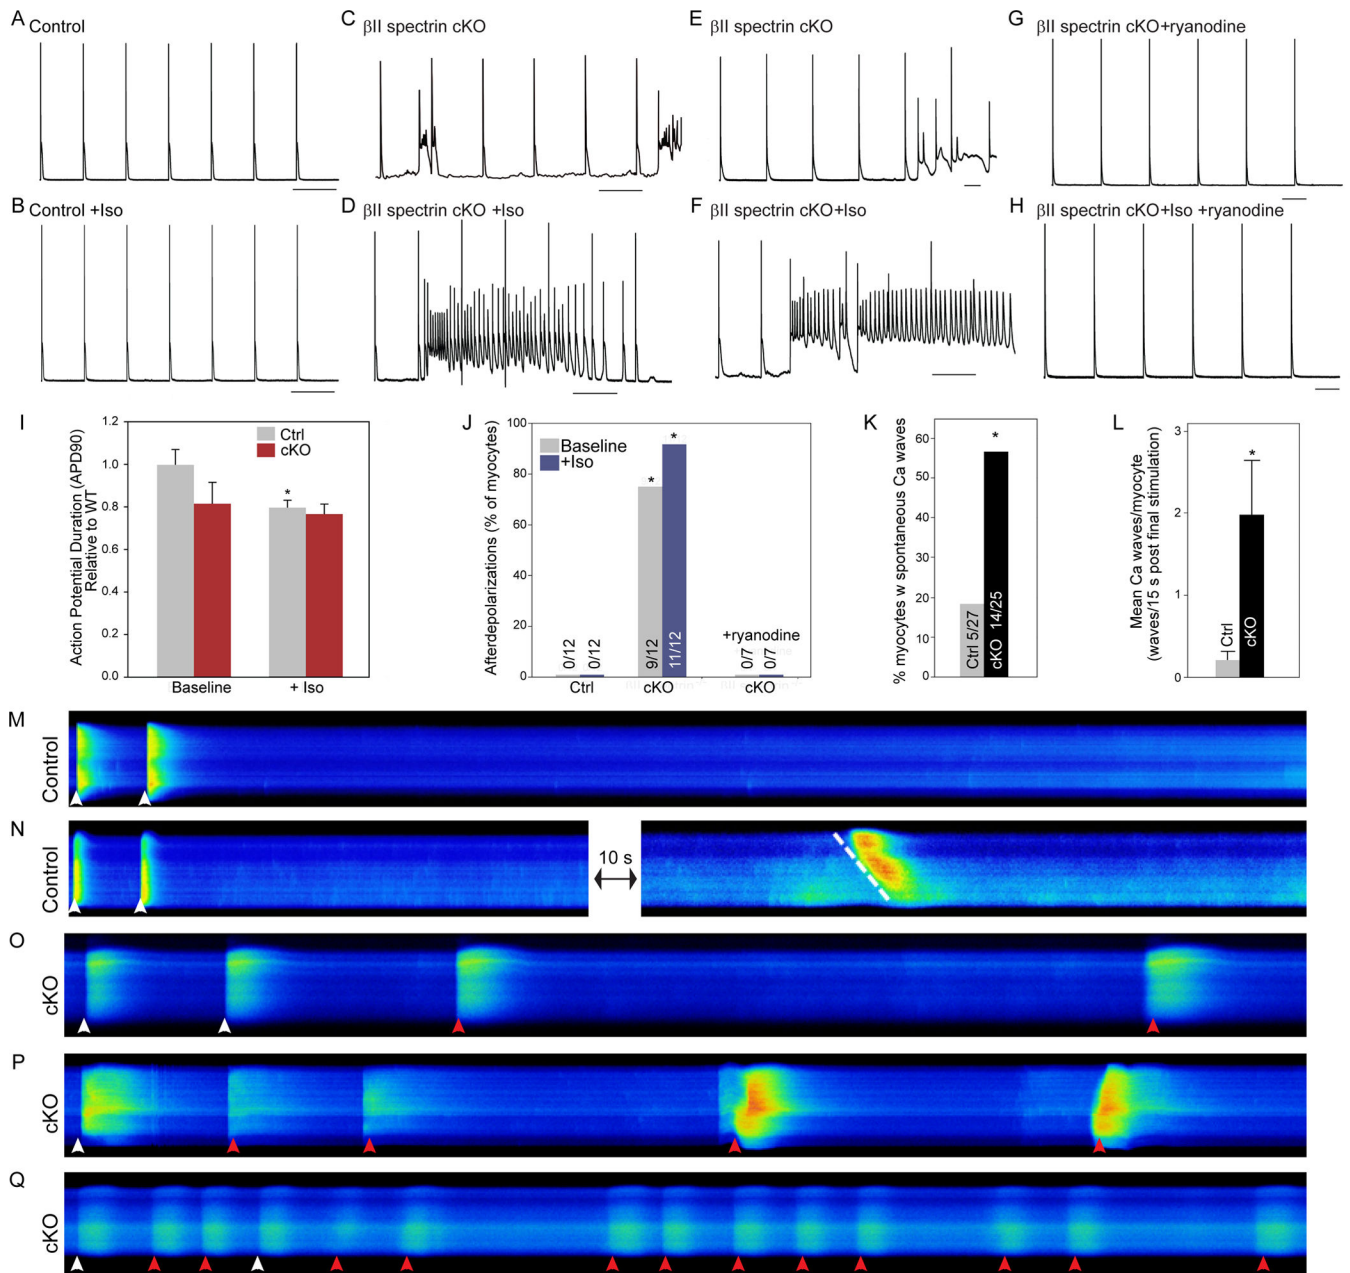 A Control
C βII spectrin cKO
E βII spectrin cKO
G βII spectrin cKO+ryanodine
B Control +Iso
D βII spectrin cKO +Iso
F βII spectrin cKO+Iso
H βII spectrin cKO+Iso +ryanodine
I
Action Potential Duration (APD90)
Relative to WT
1.2
1.0
0.8
0.6
0.4
0.2
0.0
Ctrl
cKO
*
Baseline
+ Iso
J
Afterdepolarizations (% of myocytes)
100
80
60
40
20
0
Baseline
+Iso
*
*
0/12
0/12
9/12
11/12
+ryanodine
0/7
0/7
Ctrl
cKO
cKO
K
% myocytes w spontaneous Ca waves
60
50
40
30
20
10
0
*
Ctrl 5/27
cKO 14/25
L
Mean Ca waves/myocyte
(waves/15 s post final stimulation)
3
2
1
0
*
Ctrl
cKO
M
Control
N
Control
10 s
O
cKO
P
cKO
Q
cKO